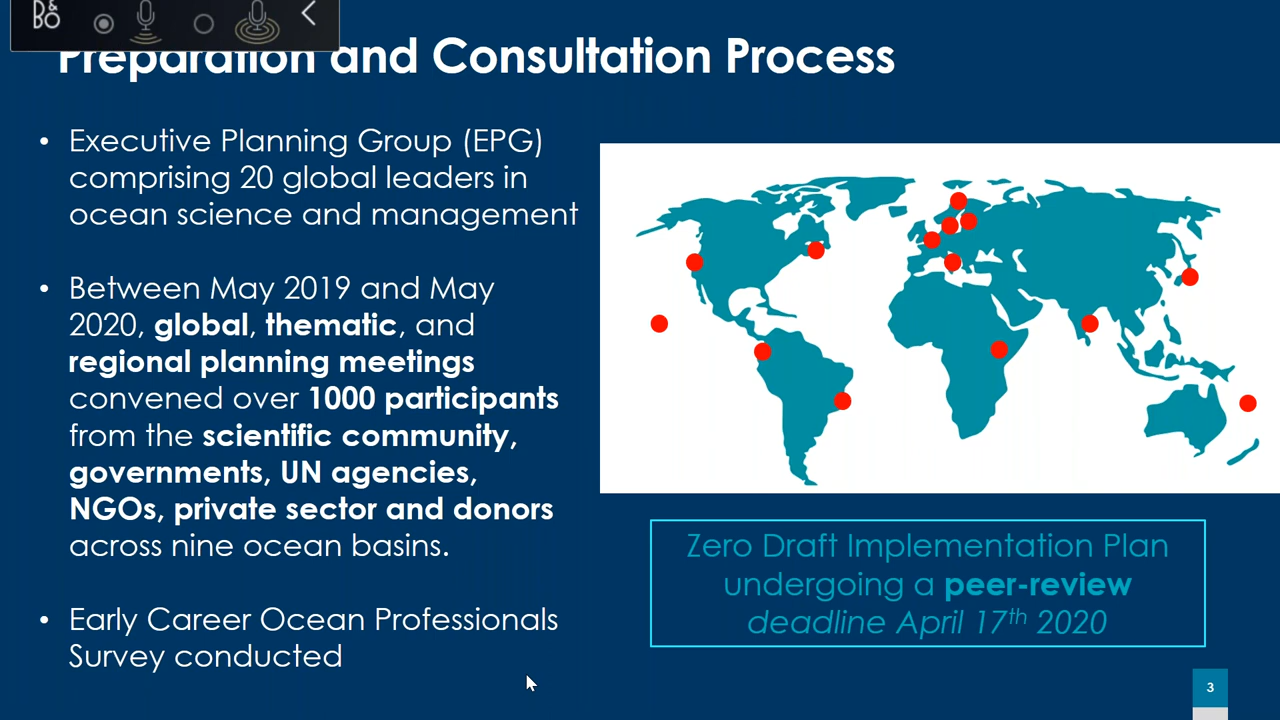 B&O
Preparation and Consultation Process
• Executive Planning Group (EPG)
comprising 20 global leaders in
ocean science and management
• Between May 2019 and May
2020, global, thematic, and
regional planning meetings
convened over 1000 participants
from the scientific community,
governments, UN agencies,
NGOs, private sector and donors
across nine ocean basins.
• Early Career Ocean Professionals
Survey conducted
Zero Draft Implementation Plan
undergoing a peer-review
deadline April 17th 2020
3